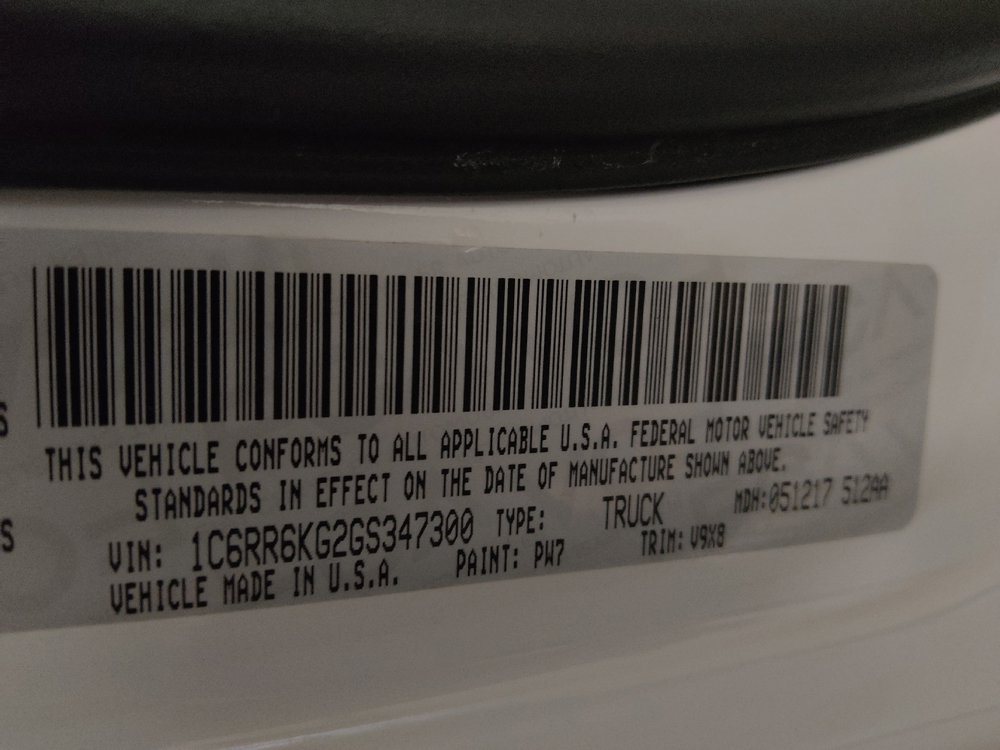 S
THIS VEHICLE CONFORMS TO ALL APPLICABLE U.S.A. FEDERAL MOTOR VEHICLE SAFETY
STANDARDS IN EFFECT ON THE DATE OF MANUFACTURE SHOWN ABOVE.
S
VIN: 1C6RR6KG2GS347300 TYPE: TRUCK MDH:051217 512AA
VEHICLE MADE IN U.S.A. PAINT: PW7 TRIM: V9X8